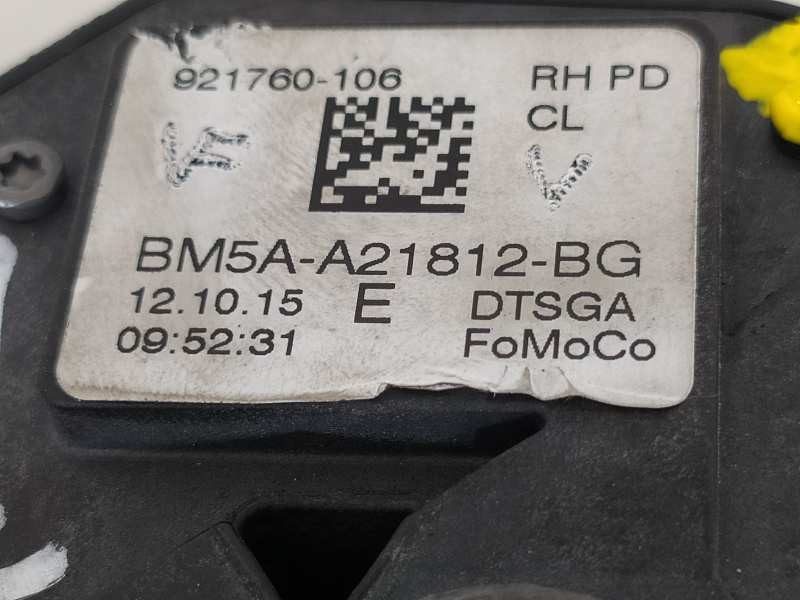 921760-106 RH PD
CL
V
BM5A-A21812-BG
12.10.15 E DTSGA
09:52:31 FoMoCo